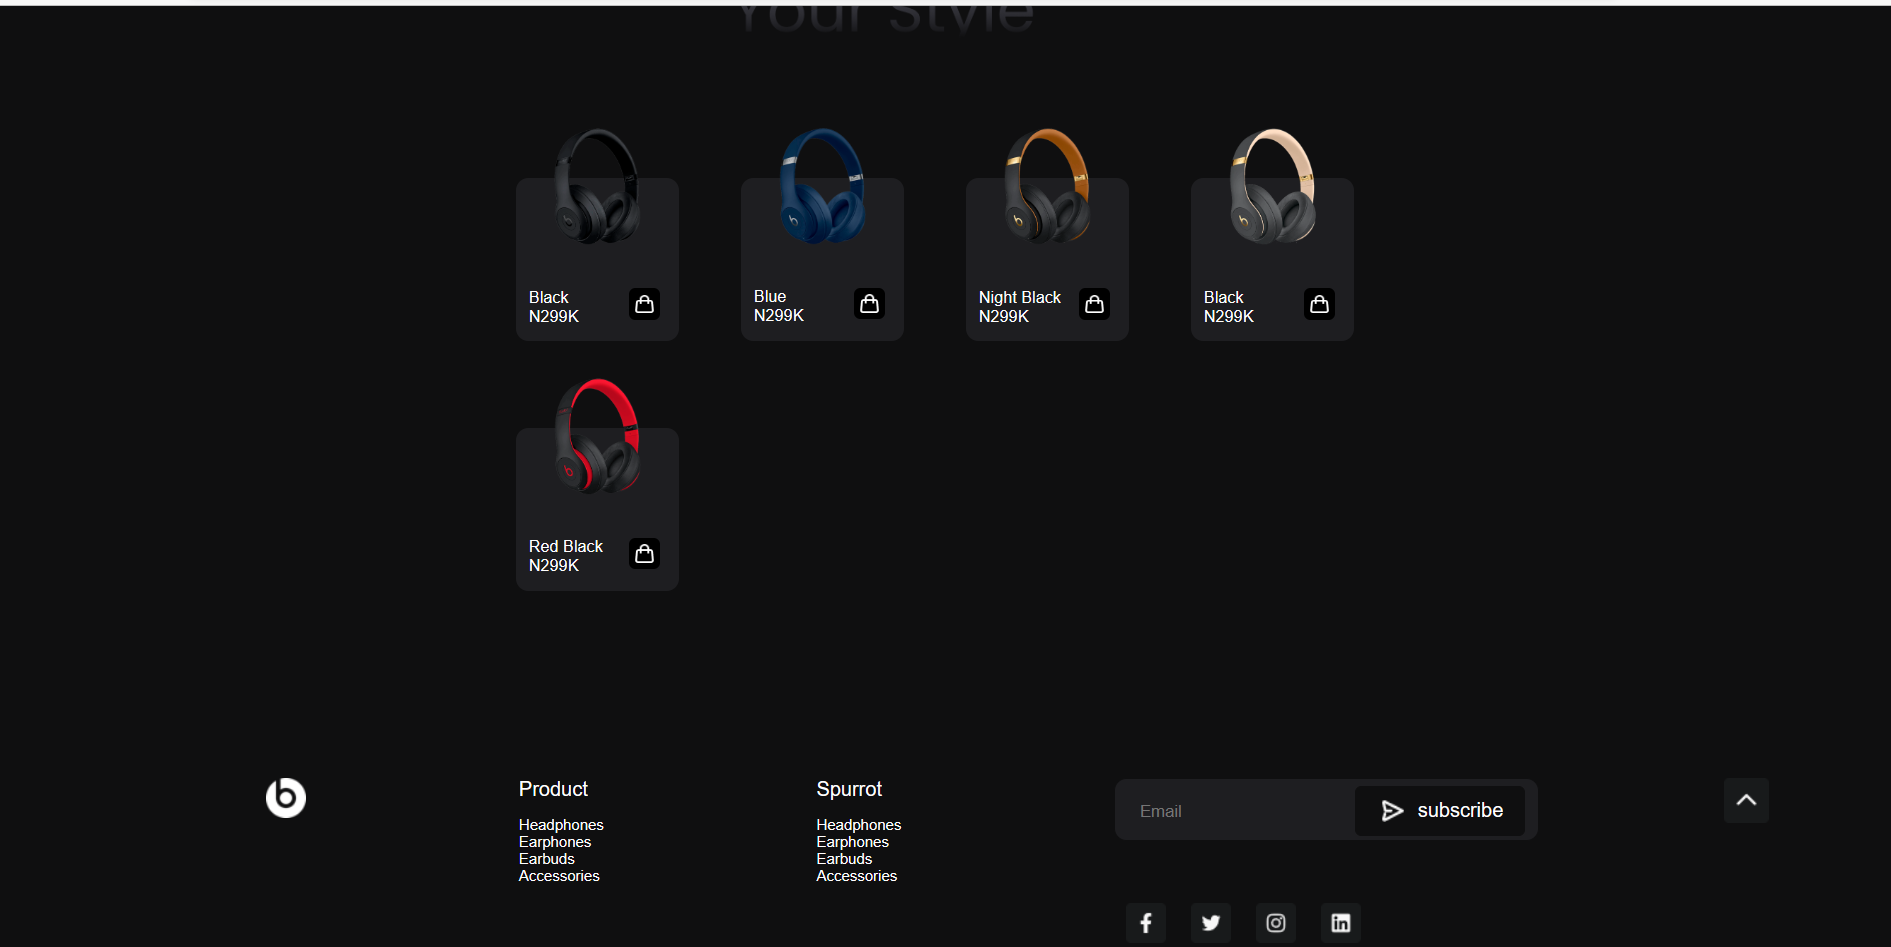 Your style
Black
N299K
Blue
N299K
Night Black
N299K
Black
N299K
Red Black
N299K
Product
Headphones
Earphones
Earbuds
Accessories
Spurrot
Headphones
Earphones
Earbuds
Accessories
Email
subscribe